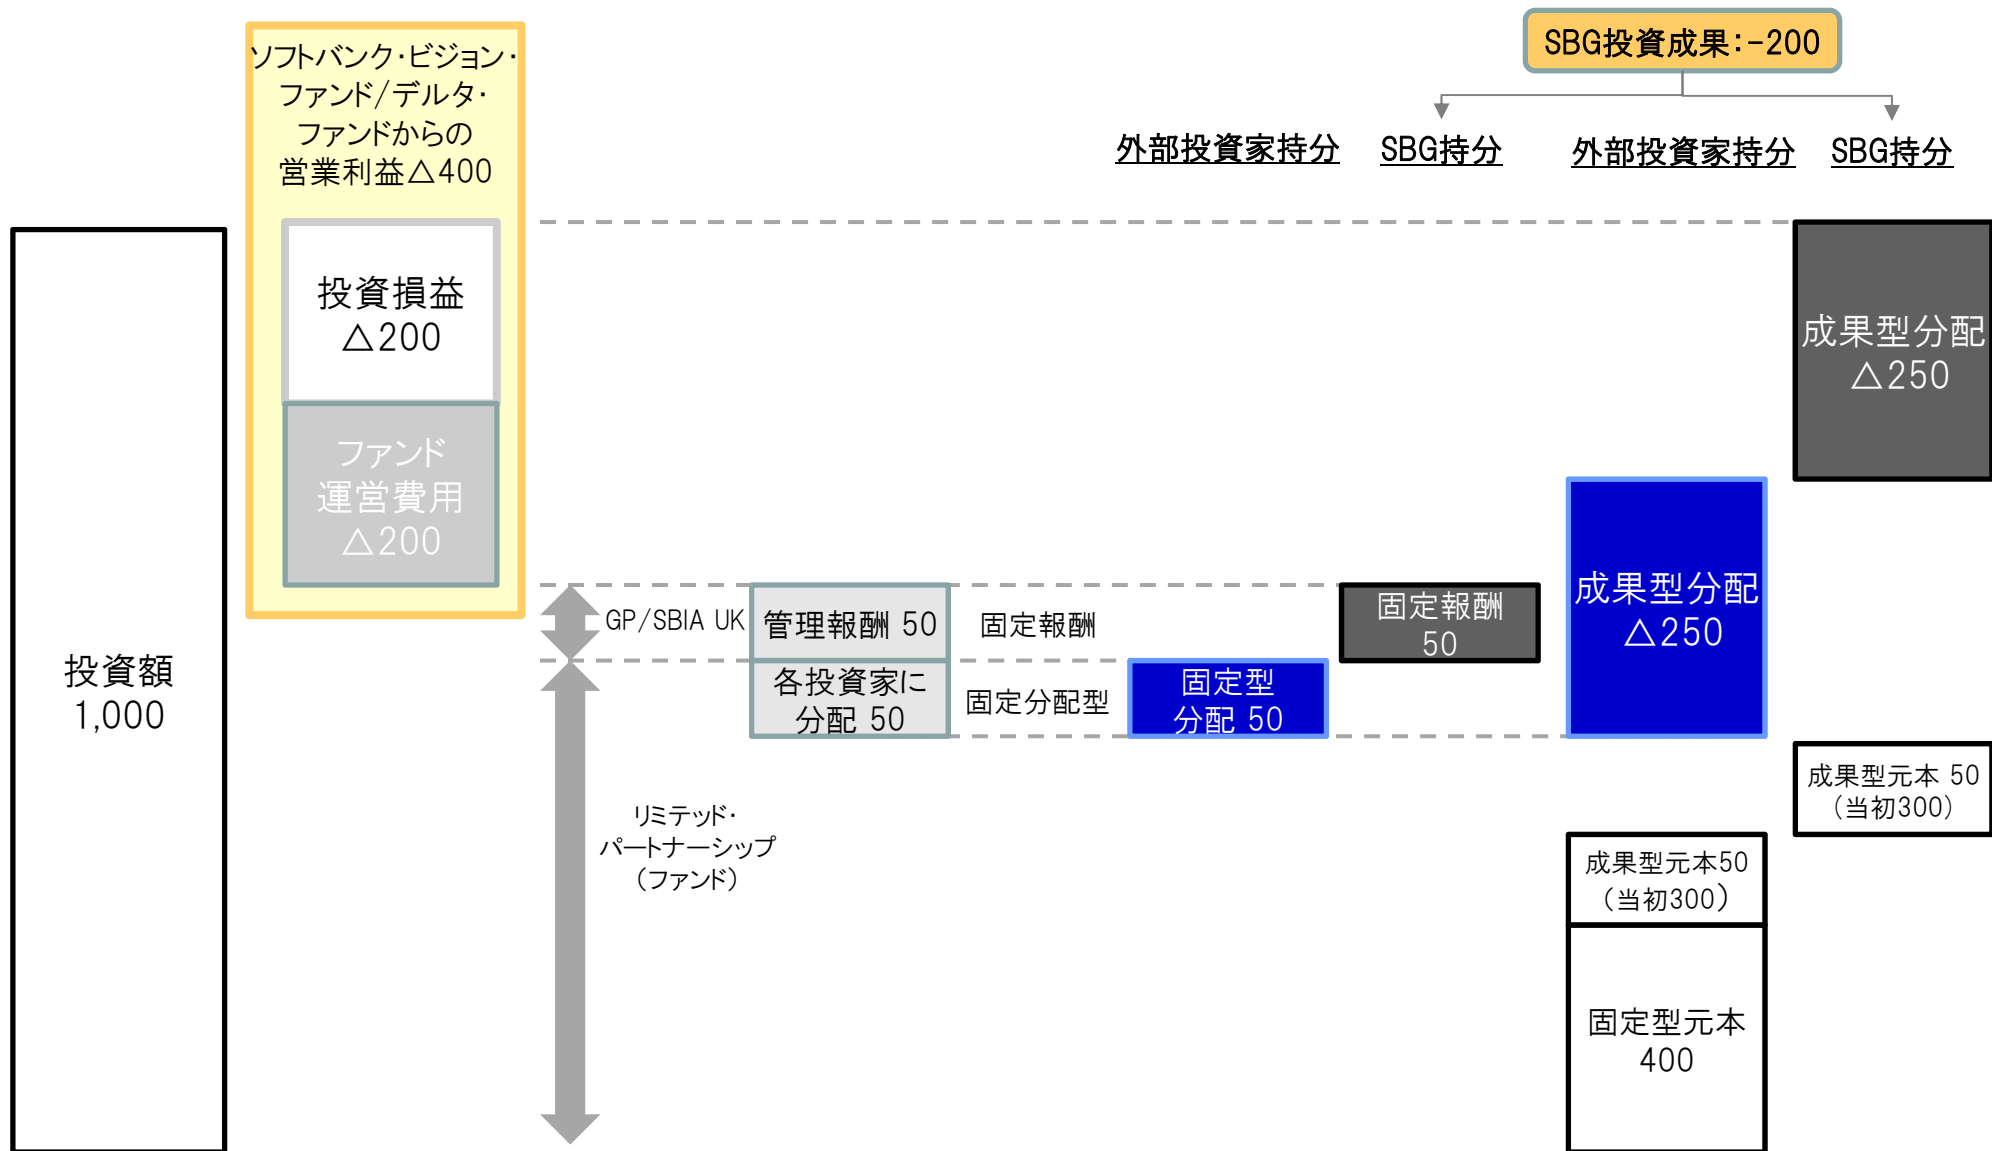 ソフトバンク・ビジョン・
ファンド/デルタ・
ファンドからの
営業利益△400
SBG投資成果:-200
外部投資家持分
SBG持分
外部投資家持分
SBG持分
投資損益
△200
ファンド
運営費用
△200
投資額
1,000
GP/SBIA UK
管理報酬 50
固定報酬
各投資家に
分配 50
固定分配型
固定型
分配 50
固定報酬
50
リミテッド・
パートナーシップ
(ファンド)
成果型分配
△250
成果型分配
△250
成果型元本 50
(当初300)
成果型元本50
(当初300)
固定型元本
400